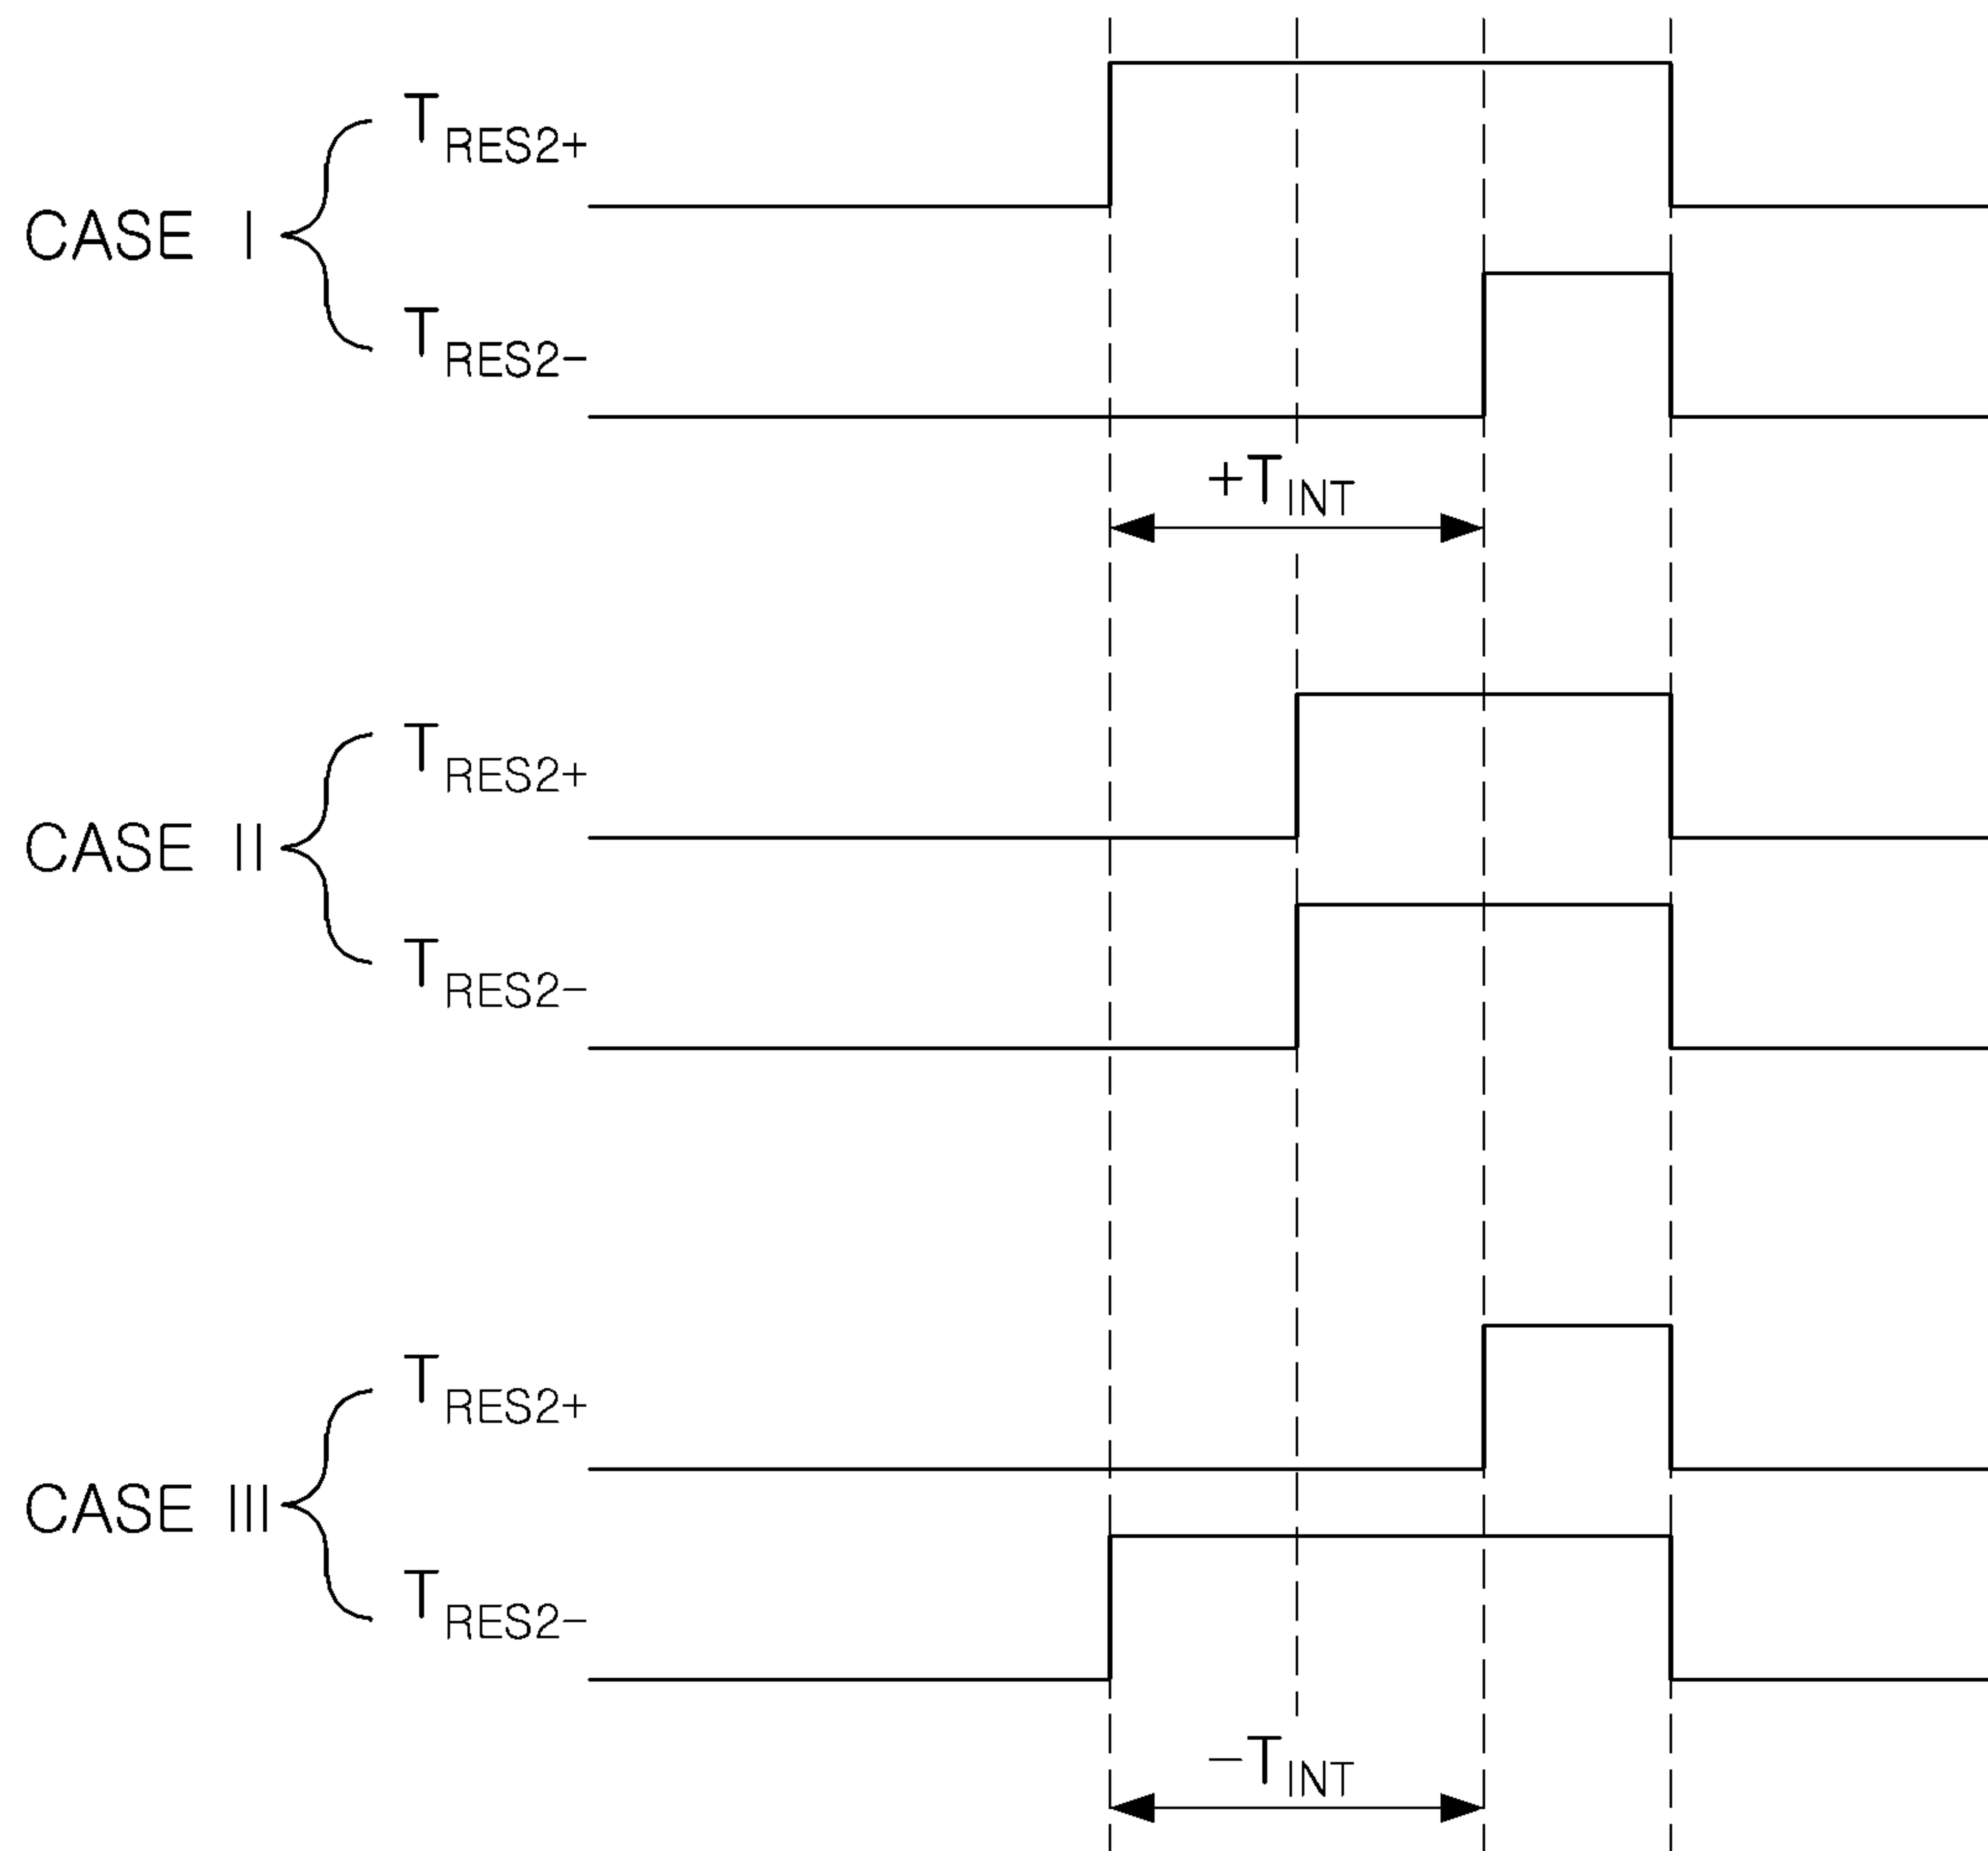 T_RES2+
CASE I
T_RES2-
+T_INT
T_RES2+
CASE II
T_RES2-
T_RES2+
CASE III
T_RES2-
-T_INT